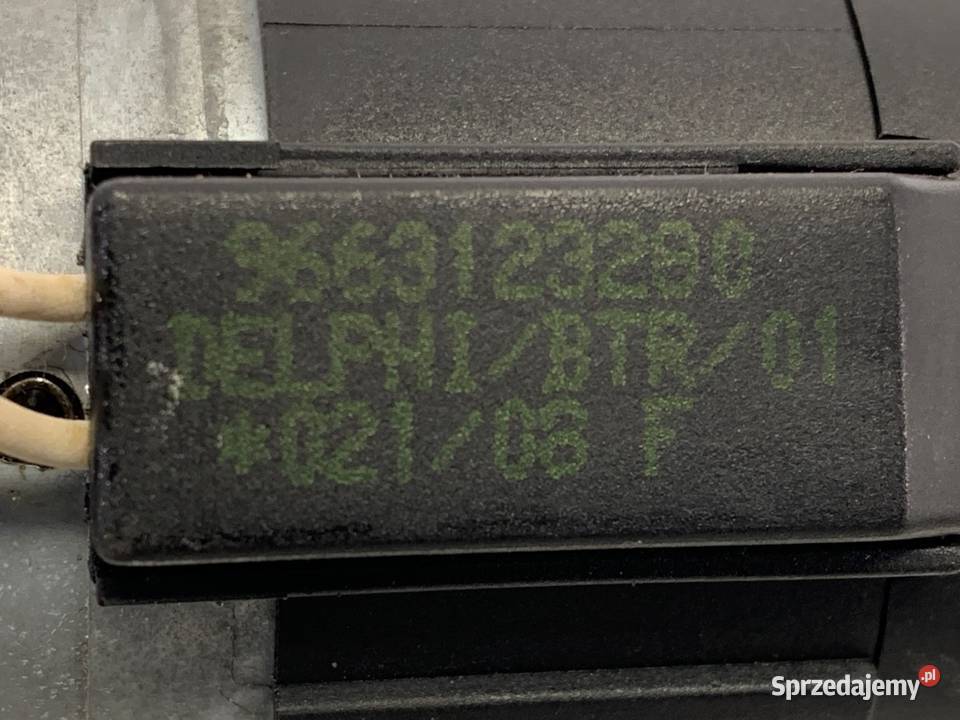 9663123280
DELPHI/BTR/01
*021/08 F
Sprzedajemy.pl